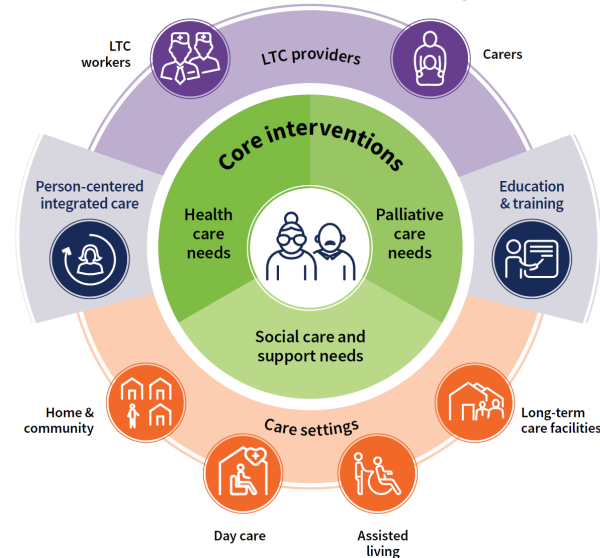 LTC
workers
LTC providers
Carers
Core interventions
Person-centered
integrated care
Education
& training
Health
care
needs
Palliative
care
needs
Social care and
support needs
Home &
community
Care settings
Long-term
care facilities
Day care
Assisted
living